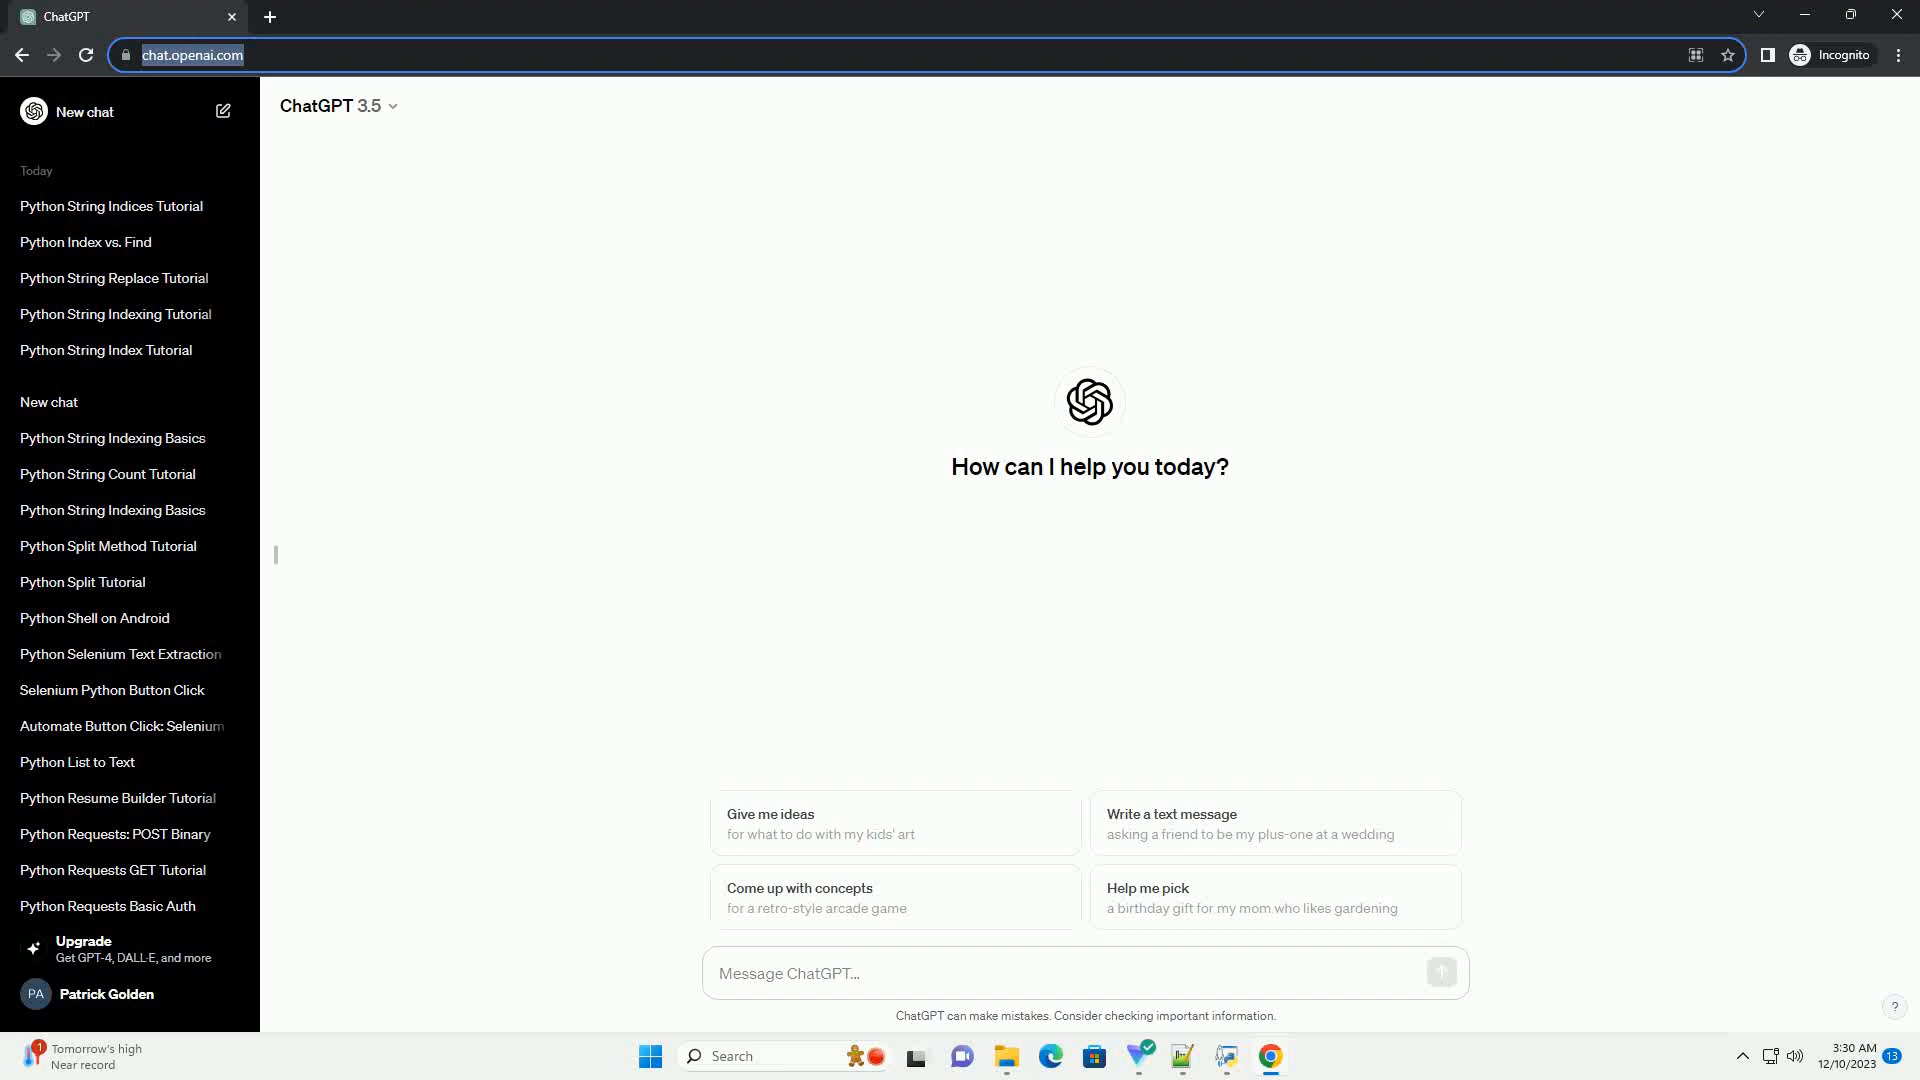 ChatGPT
chat.openai.com
Incognito
New chat
ChatGPT 3.5
Today
Python String Indices Tutorial
Python Index vs. Find
Python String Replace Tutorial
Python String Indexing Tutorial
Python String Index Tutorial
New chat
Python String Indexing Basics
Python String Count Tutorial
Python String Indexing Basics
Python Split Method Tutorial
Python Split Tutorial
Python Shell on Android
Python Selenium Text Extraction
Selenium Python Button Click
Automate Button Click: Selenium
Python List to Text
Python Resume Builder Tutorial
Python Requests: POST Binary
Python Requests GET Tutorial
Python Requests Basic Auth
Upgrade
Get GPT-4, DALL·E, and more
PA Patrick Golden
How can I help you today?
Give me ideas
for what to do with my kids' art
Write a text message
asking a friend to be my plus-one at a wedding
Come up with concepts
for a retro-style arcade game
Help me pick
a birthday gift for my mom who likes gardening
Message ChatGPT...
ChatGPT can make mistakes. Consider checking important information.
?
1
Tomorrow's high
Near record
Search
3:30 AM
12/10/2023
13